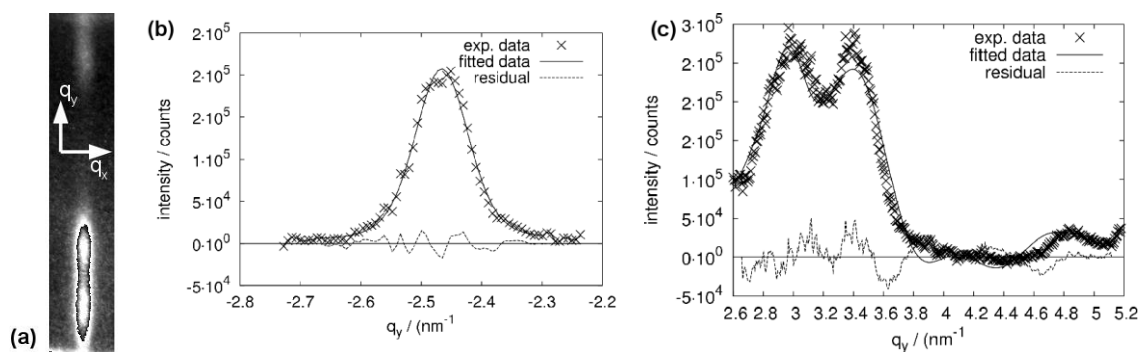 (a)
q_y
q_x
(b)
exp. data
fitted data
residual
intensity / counts
2·10^5
2·10^5
2·10^5
1·10^5
5·10^4
0·10^0
-5·10^4
-2.8 -2.7 -2.6 -2.5 -2.4 -2.3 -2.2
q_y / (nm^-1
(c)
exp. data
fitted data
residual
intensity / counts
3·10^5
2·10^5
2·10^5
2·10^5
1·10^5
5·10^4
0·10^0
-5·10^4
2.6 2.8 3 3.2 3.4 3.6 3.8 4 4.2 4.4 4.6 4.8 5 5.2
q_y / (nm^-1